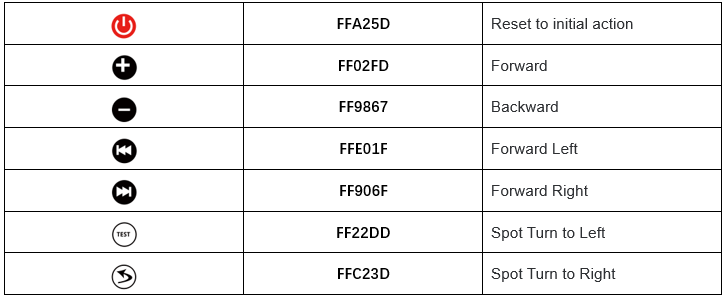 FFA25D Reset to initial action
FF02FD Forward
FF9867 Backward
FFE01F Forward Left
FF906F Forward Right
TEST FF22DD Spot Turn to Left
FFC23D Spot Turn to Right